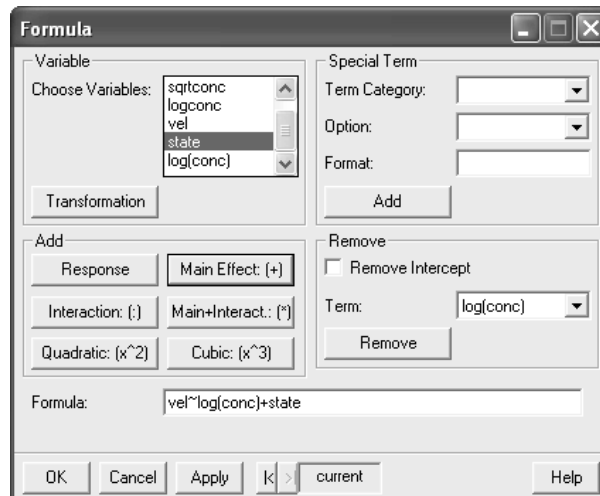 Formula
Variable
Choose Variables:
sqrtconc
logconc
vel
state
log(conc)
Transformation
Special Term
Term Category:
Option:
Format:
Add
Add
Response
Main Effect: (+)
Interaction: (:)
Main+Interact.: (*)
Quadratic: (x^2)
Cubic: (x^3)
Remove
Remove Intercept
Term:
log(conc)
Remove
Formula:
vel~log(conc)+state
OK
Cancel
Apply
current
Help